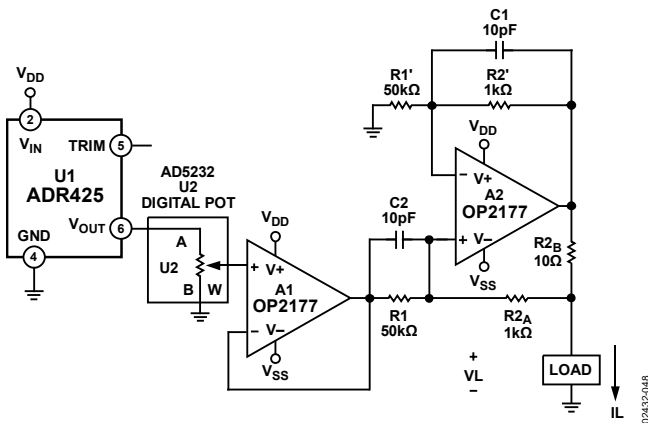 C1
10pF
R1'
50kΩ
R2'
1kΩ
VDD
2
VIN
TRIM
5
U1
ADR425
VOUT
6
GND
4
AD5232
U2
DIGITAL POT
A
U2
B
W
VDD
+
V+
A1
OP2177
−
V−
VSS
C2
10pF
R1
50kΩ
VDD
−
V+
A2
OP2177
+
V−
VSS
R2B
10Ω
R2A
1kΩ
+
VL
−
LOAD
IL
02432-048